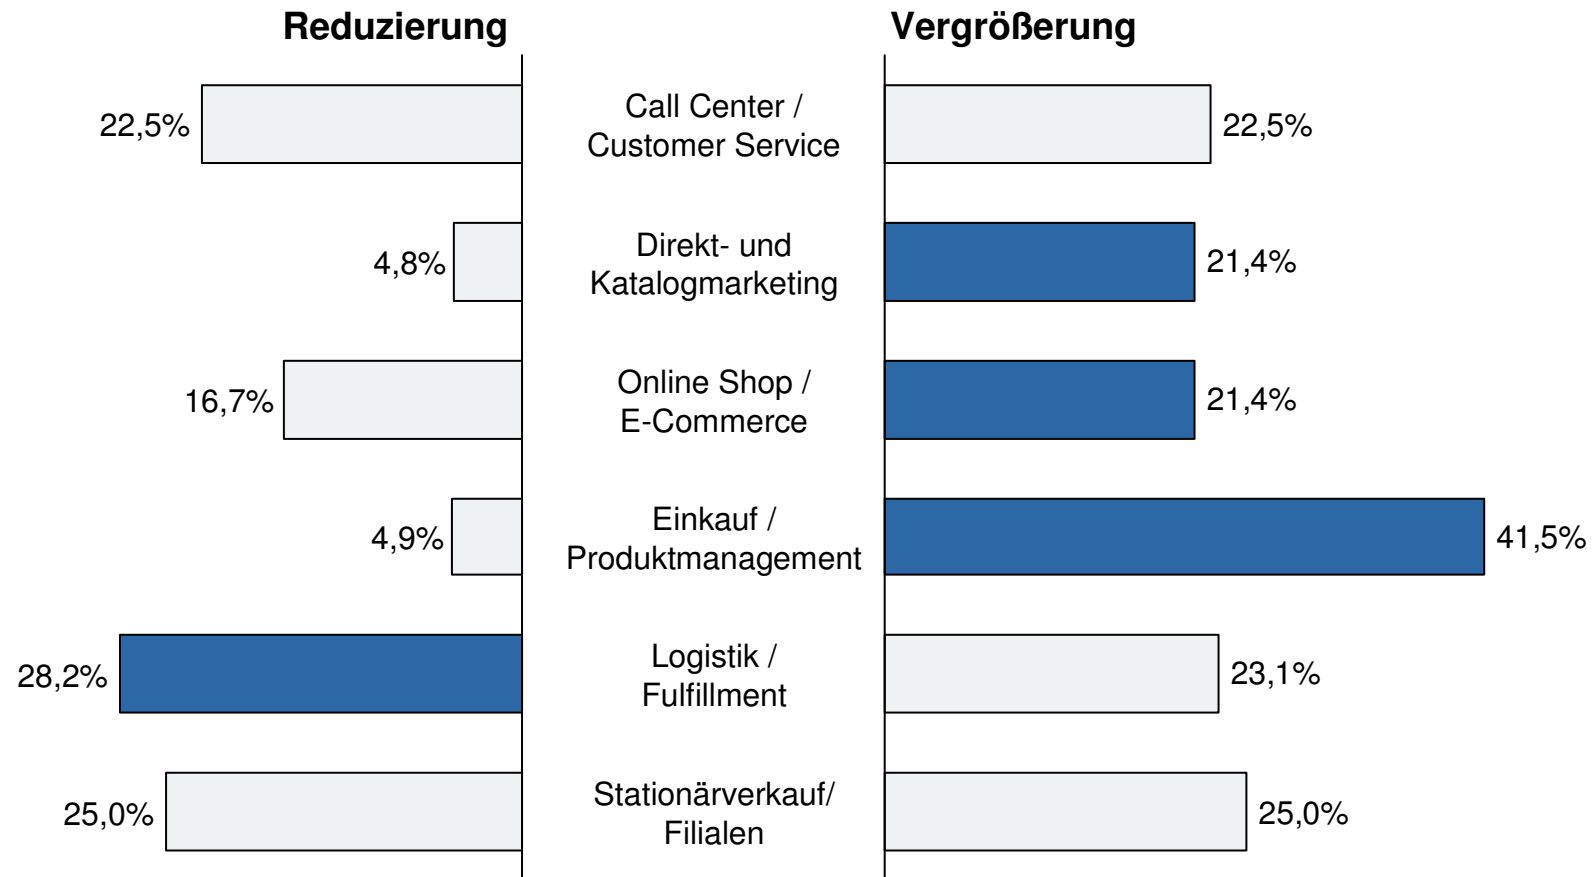 Reduzierung Vergrößerung
22,5% Call Center / 22,5%
Customer Service
4,8% Direkt- und 21,4%
Katalogmarketing
16,7% Online Shop / 21,4%
E-Commerce
4,9% Einkauf / 41,5%
Produktmanagement
28,2% Logistik / 23,1%
Fulfillment
25,0% Stationärverkauf/ 25,0%
Filialen